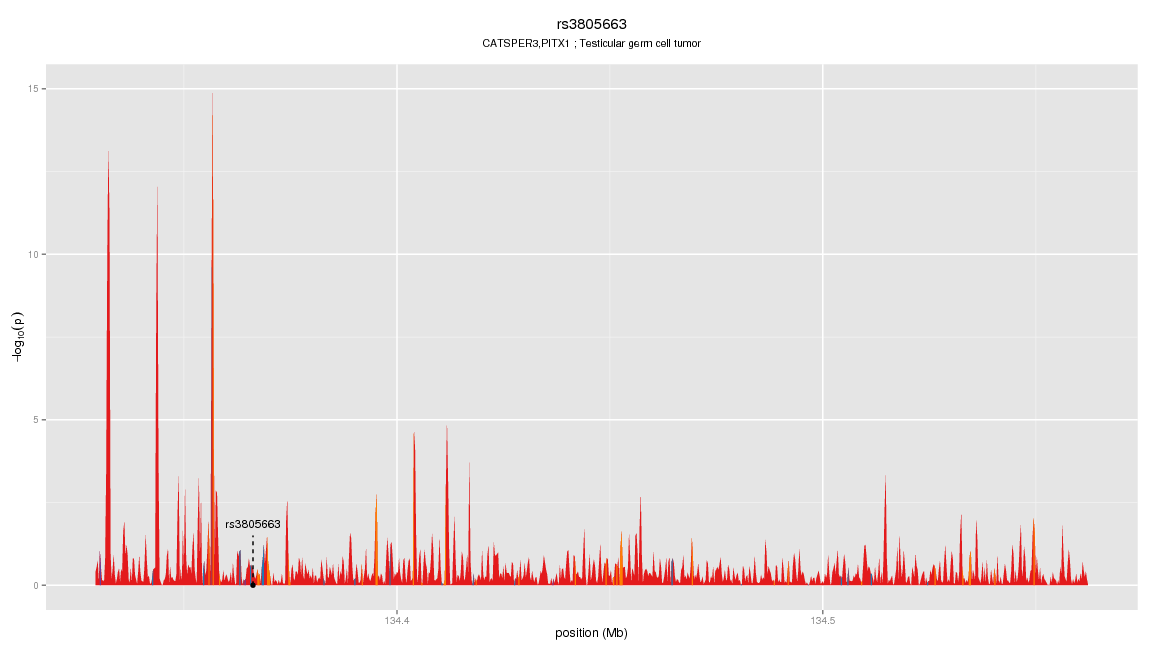 rs3805663
CATSPER3,PITX1 ; Testicular germ cell tumor
15
10
5
0
−log10(p)
rs3805663
134.4
134.5
position (Mb)